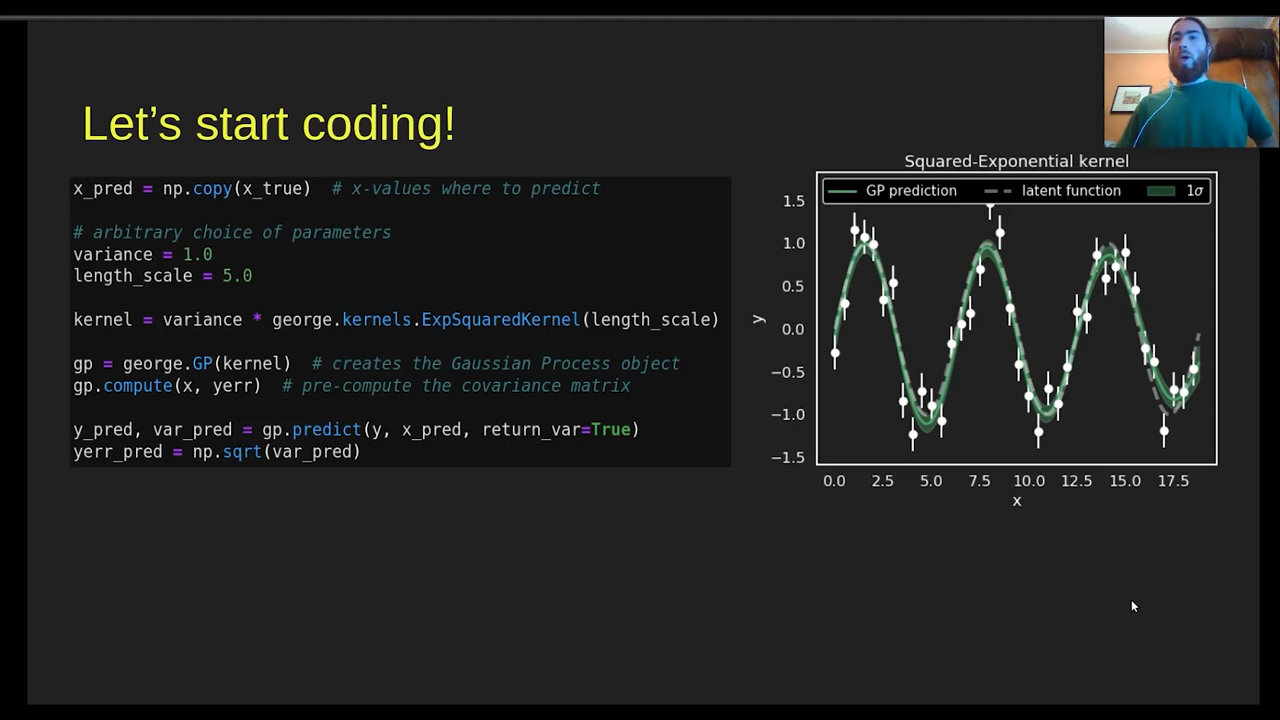 Let’s start coding!
x_pred = np.copy(x_true)  # x-values where to predict
# arbitrary choice of parameters
variance = 1.0
length_scale = 5.0
kernel = variance * george.kernels.ExpSquaredKernel(length_scale)
gp = george.GP(kernel)  # creates the Gaussian Process object
gp.compute(x, yerr)  # pre-compute the covariance matrix
y_pred, var_pred = gp.predict(y, x_pred, return_var=True)
yerr_pred = np.sqrt(var_pred)
Squared-Exponential kernel
GP prediction latent function 1σ
1.5
1.0
0.5
0.0
−0.5
−1.0
−1.5
y
0.0 2.5 5.0 7.5 10.0 12.5 15.0 17.5
x